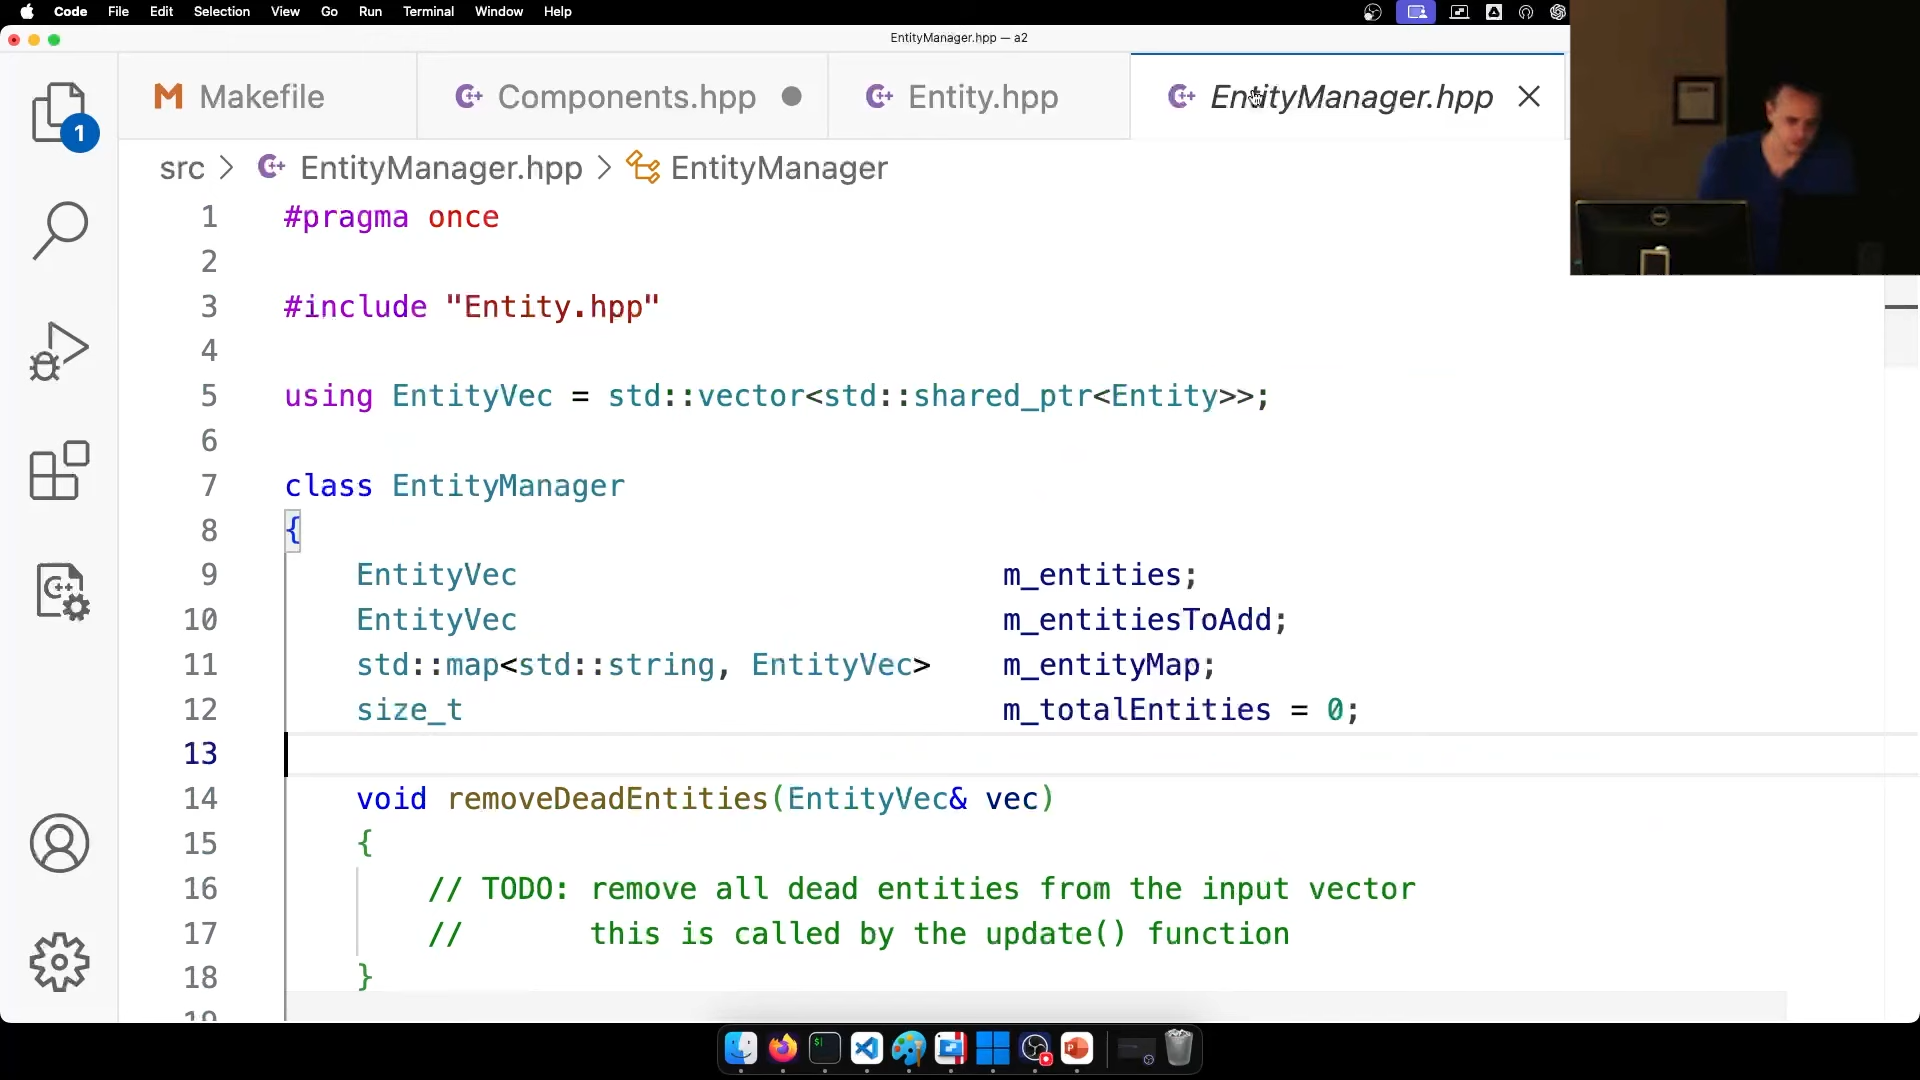 Code File Edit Selection View Go Run Terminal Window Help
EntityManager.hpp — a2
Makefile Components.hpp Entity.hpp EntityManager.hpp
1
src > EntityManager.hpp > EntityManager
1 #pragma once
2
3 #include "Entity.hpp"
4
5 using EntityVec = std::vector<std::shared_ptr<Entity>>;
6
7 class EntityManager
8 {
9 EntityVec m_entities;
10 EntityVec m_entitiesToAdd;
11 std::map<std::string, EntityVec> m_entityMap;
12 size_t m_totalEntities = 0;
13
14 void removeDeadEntities(EntityVec& vec)
15 {
16 // TODO: remove all dead entities from the input vector
17 // this is called by the update() function
18 }
19